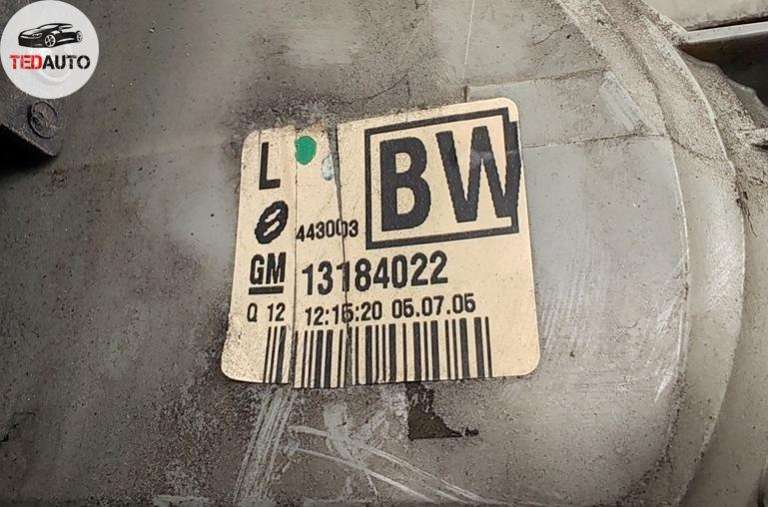 TEDAUTO
L
BW
443003
GM 13184022
Q 12 12:15:20 05.07.05